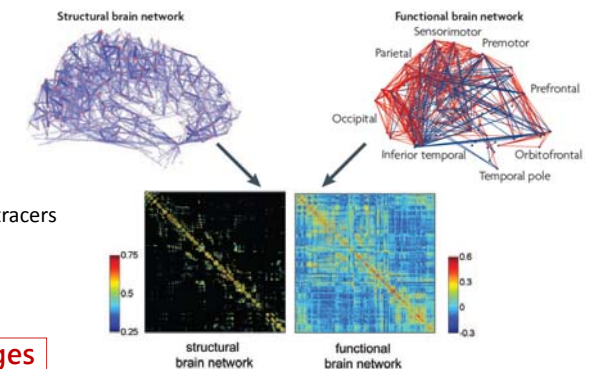 Structural brain network
Functional brain network
Sensorimotor
Parietal
Premotor
Prefrontal
Occipital
Inferior temporal
Orbitofrontal
Temporal pole
tracers
0.75
0.5
0.25
0.6
0.3
0
-0.3
structural
brain network
functional
brain network
ges